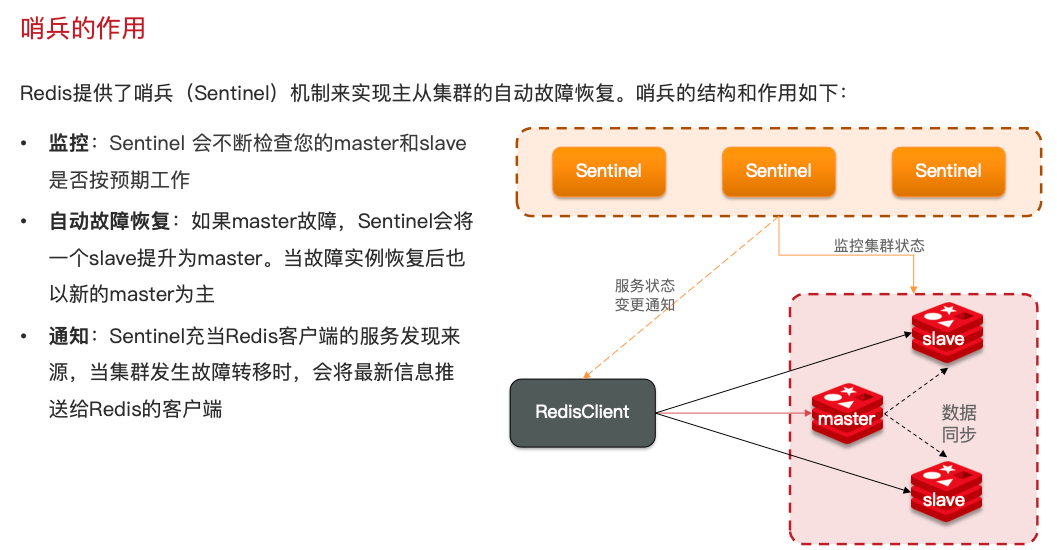 哨兵的作用
Redis提供了哨兵（Sentinel）机制来实现主从集群的自动故障恢复。哨兵的结构和作用如下：
• 监控：Sentinel 会不断检查您的master和slave
是否按预期工作
• 自动故障恢复：如果master故障，Sentinel会将
一个slave提升为master。当故障实例恢复后也
以新的master为主
• 通知：Sentinel充当Redis客户端的服务发现来
源，当集群发生故障转移时，会将最新信息推
送给Redis的客户端
Sentinel
Sentinel
Sentinel
监控集群状态
服务状态
变更通知
slave
RedisClient
master
数据
同步
slave